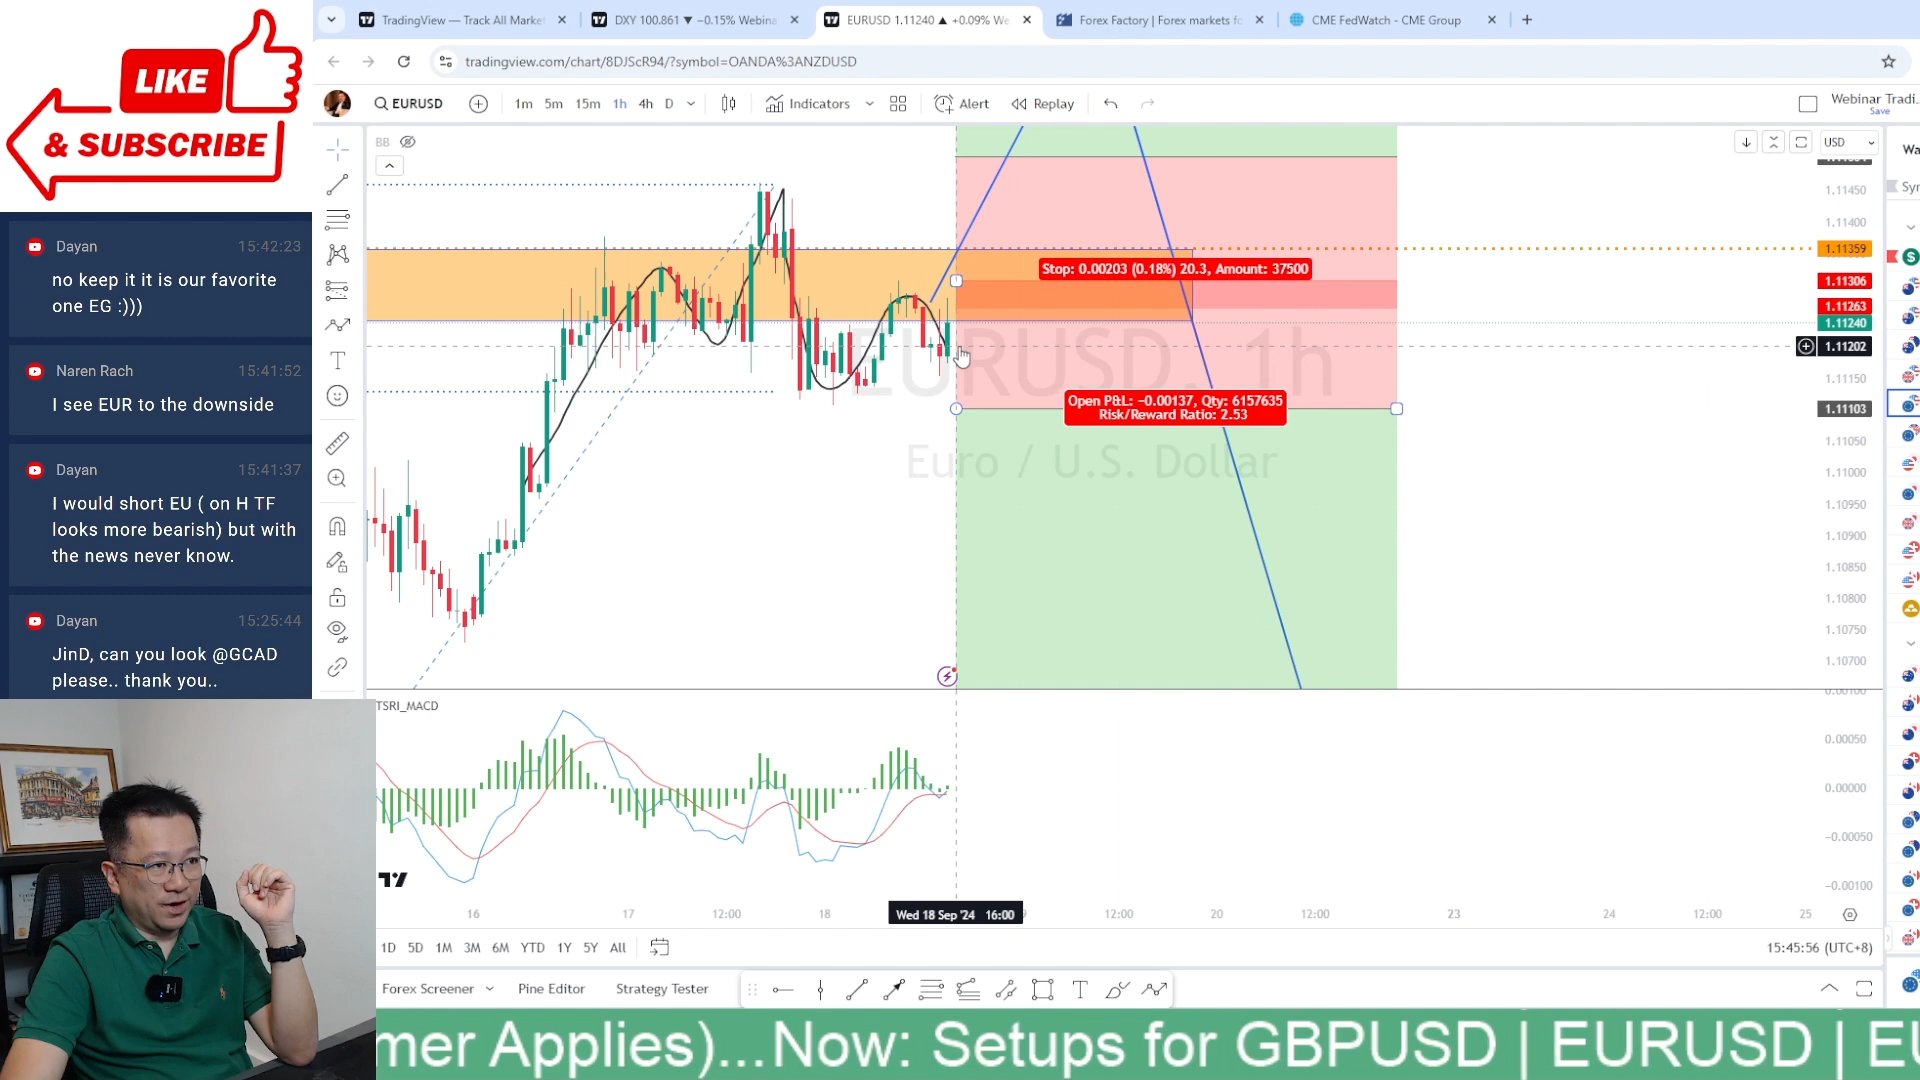 LIKE
& SUBSCRIBE
Dayan 15:42:23
no keep it it is our favorite
one EG :)))
Naren Rach 15:41:52
I see EUR to the downside
Dayan 15:41:37
I would short EU ( on H TF
looks more bearish) but with
the news never know.
Dayan 15:25:44
JinD, can you look @GCAD
please.. thank you..
TradingView — Track All Market
DXY 100.861 ▼ −0.15% Webina
EURUSD 1.11240 ▲ +0.09% We
Forex Factory | Forex markets fo
CME FedWatch - CME Group
tradingview.com/chart/8DJScR94/?symbol=OANDA%3ANZDUSD
EURUSD
1m 5m 15m 1h 4h D
Indicators
Alert
Replay
Webinar Tradi...
Save
BB
USD
Wa
Syn
1.11450
1.11400
1.11359
1.11306
1.11263
1.11240
1.11202
1.11150
1.11103
1.11050
1.11000
1.10950
1.10900
1.10850
1.10800
1.10750
1.10700
Stop: 0.00203 (0.18%) 20.3, Amount: 37500
EURUSD, 1h
Open P&L: −0.00137, Qty: 6157635
Risk/Reward Ratio: 2.53
Euro / U.S. Dollar
TSRI_MACD
0.00050
0.00000
−0.00050
−0.00100
16 17 12:00 18 Wed 18 Sep '24 16:00 12:00 20 12:00 23 24 12:00 25
1D 5D 1M 3M 6M YTD 1Y 5Y All
15:45:56 (UTC+8)
Forex Screener
Pine Editor
Strategy Tester
mer Applies)...Now: Setups for GBPUSD | EURUSD | EU